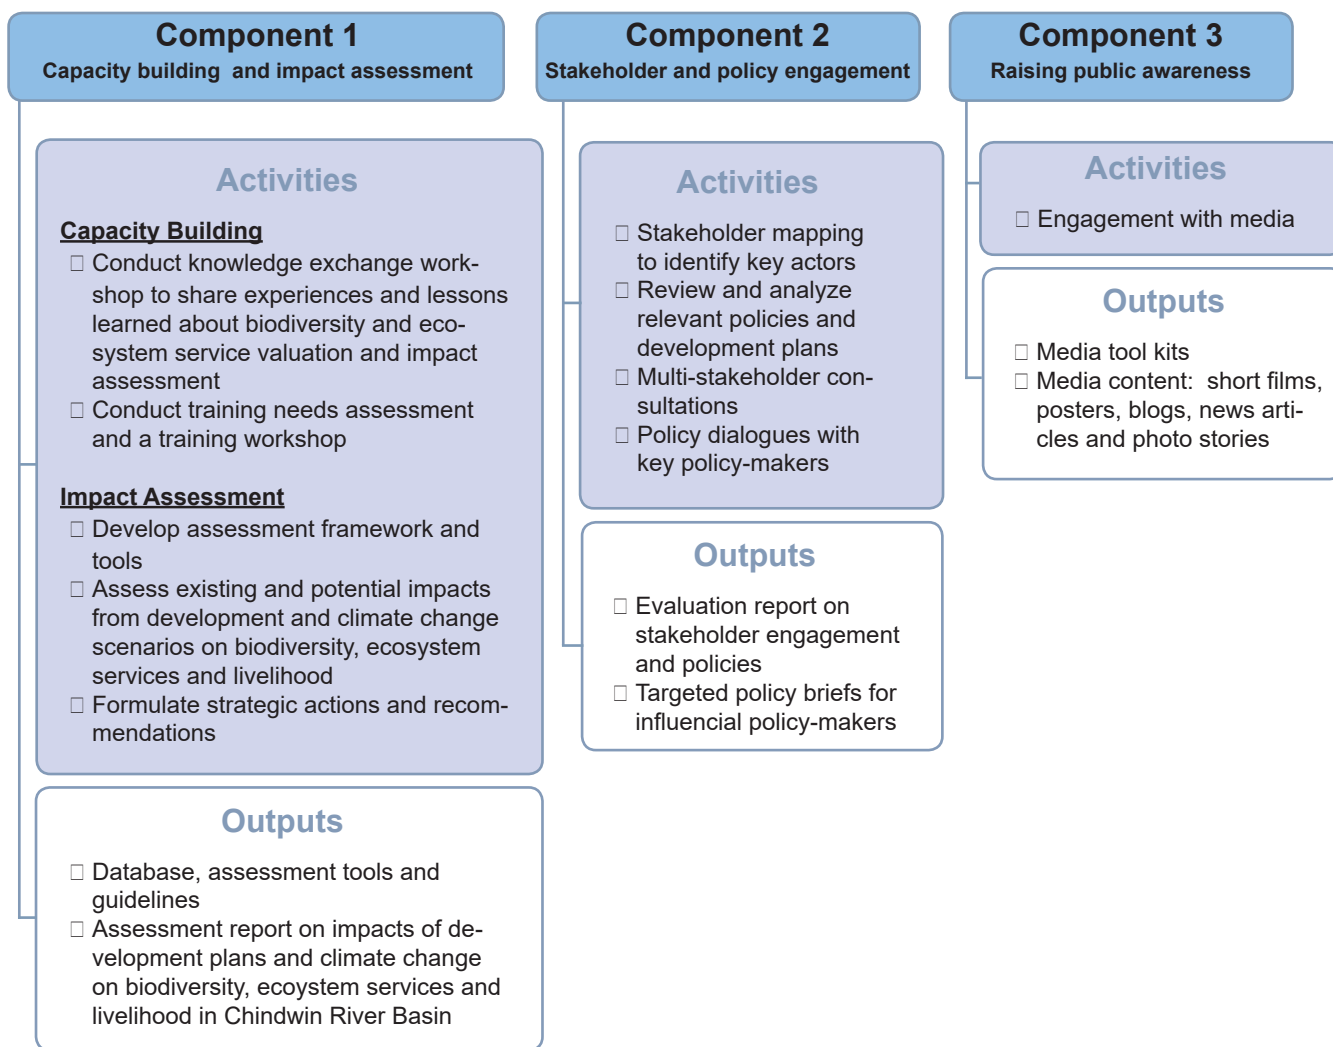 Component 1
Capacity building and impact assessment
Activities
Capacity Building
□ Conduct knowledge exchange work-
shop to share experiences and lessons
learned about biodiversity and eco-
system service valuation and impact
assessment
□ Conduct training needs assessment
and a training workshop
Impact Assessment
□ Develop assessment framework and
tools
□ Assess existing and potential impacts
from development and climate change
scenarios on biodiversity, ecosystem
services and livelihood
□ Formulate strategic actions and recom-
mendations
Outputs
□ Database, assessment tools and
guidelines
□ Assessment report on impacts of de-
velopment plans and climate change
on biodiversity, ecoystem services and
livelihood in Chindwin River Basin
Component 2
Stakeholder and policy engagement
Activities
□ Stakeholder mapping
to identify key actors
□ Review and analyze
relevant policies and
development plans
□ Multi-stakeholder con-
sultations
□ Policy dialogues with
key policy-makers
Outputs
□ Evaluation report on
stakeholder engagement
and policies
□ Targeted policy briefs for
influencial policy-makers
Component 3
Raising public awareness
Activities
□ Engagement with media
Outputs
□ Media tool kits
□ Media content: short films,
posters, blogs, news arti-
cles and photo stories